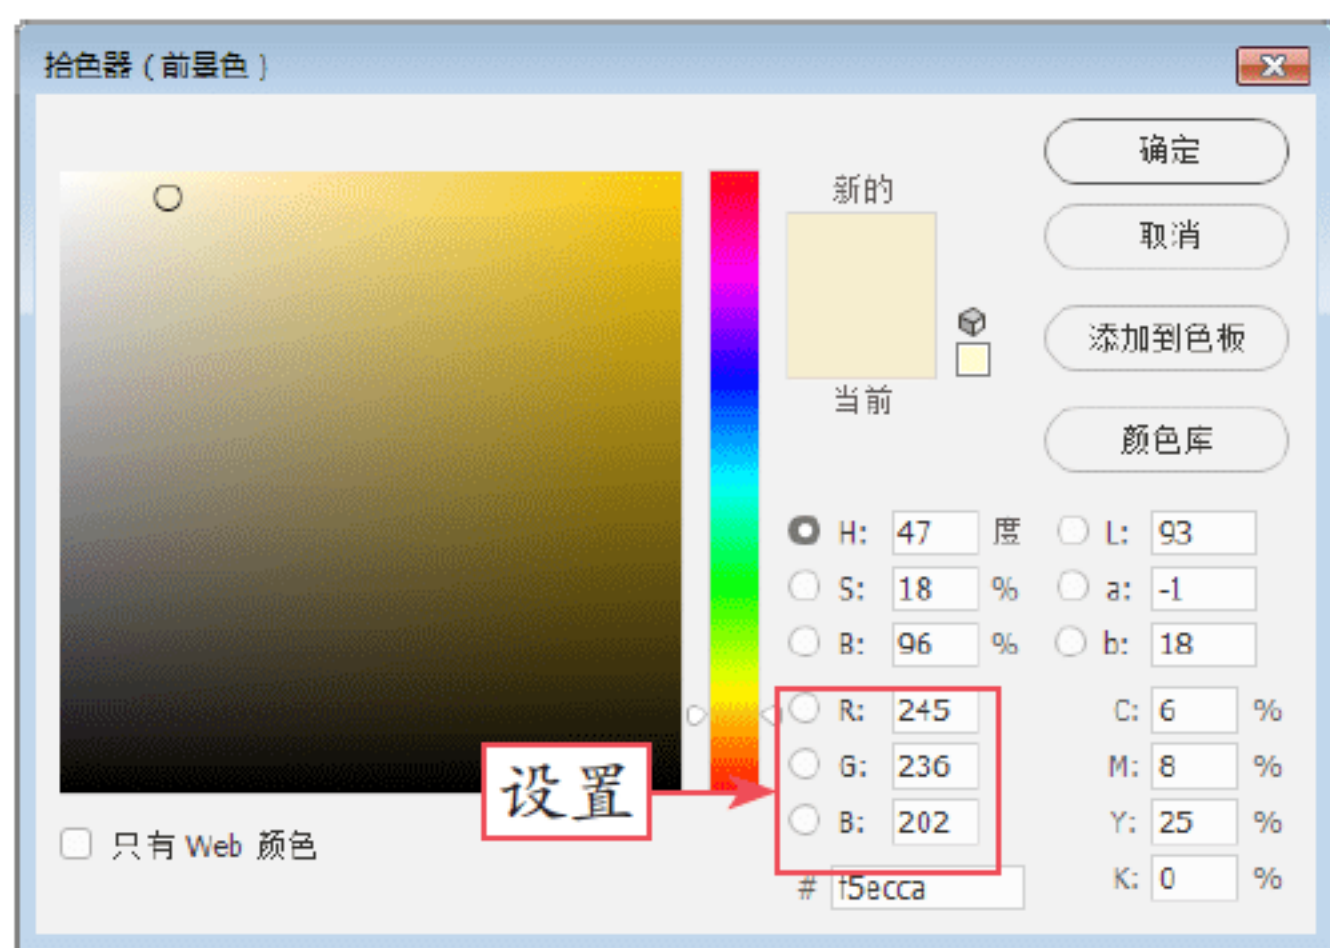 拾色器（前景色）
确定
新的
取消
添加到色板
当前
颜色库
H: 47 度 L: 93
S: 18 % a: -1
B: 96 % b: 18
R: 245 C: 6 %
G: 236 M: 8 %
设置
B: 202 Y: 25 %
只有 Web 颜色
# f5ecca K: 0 %